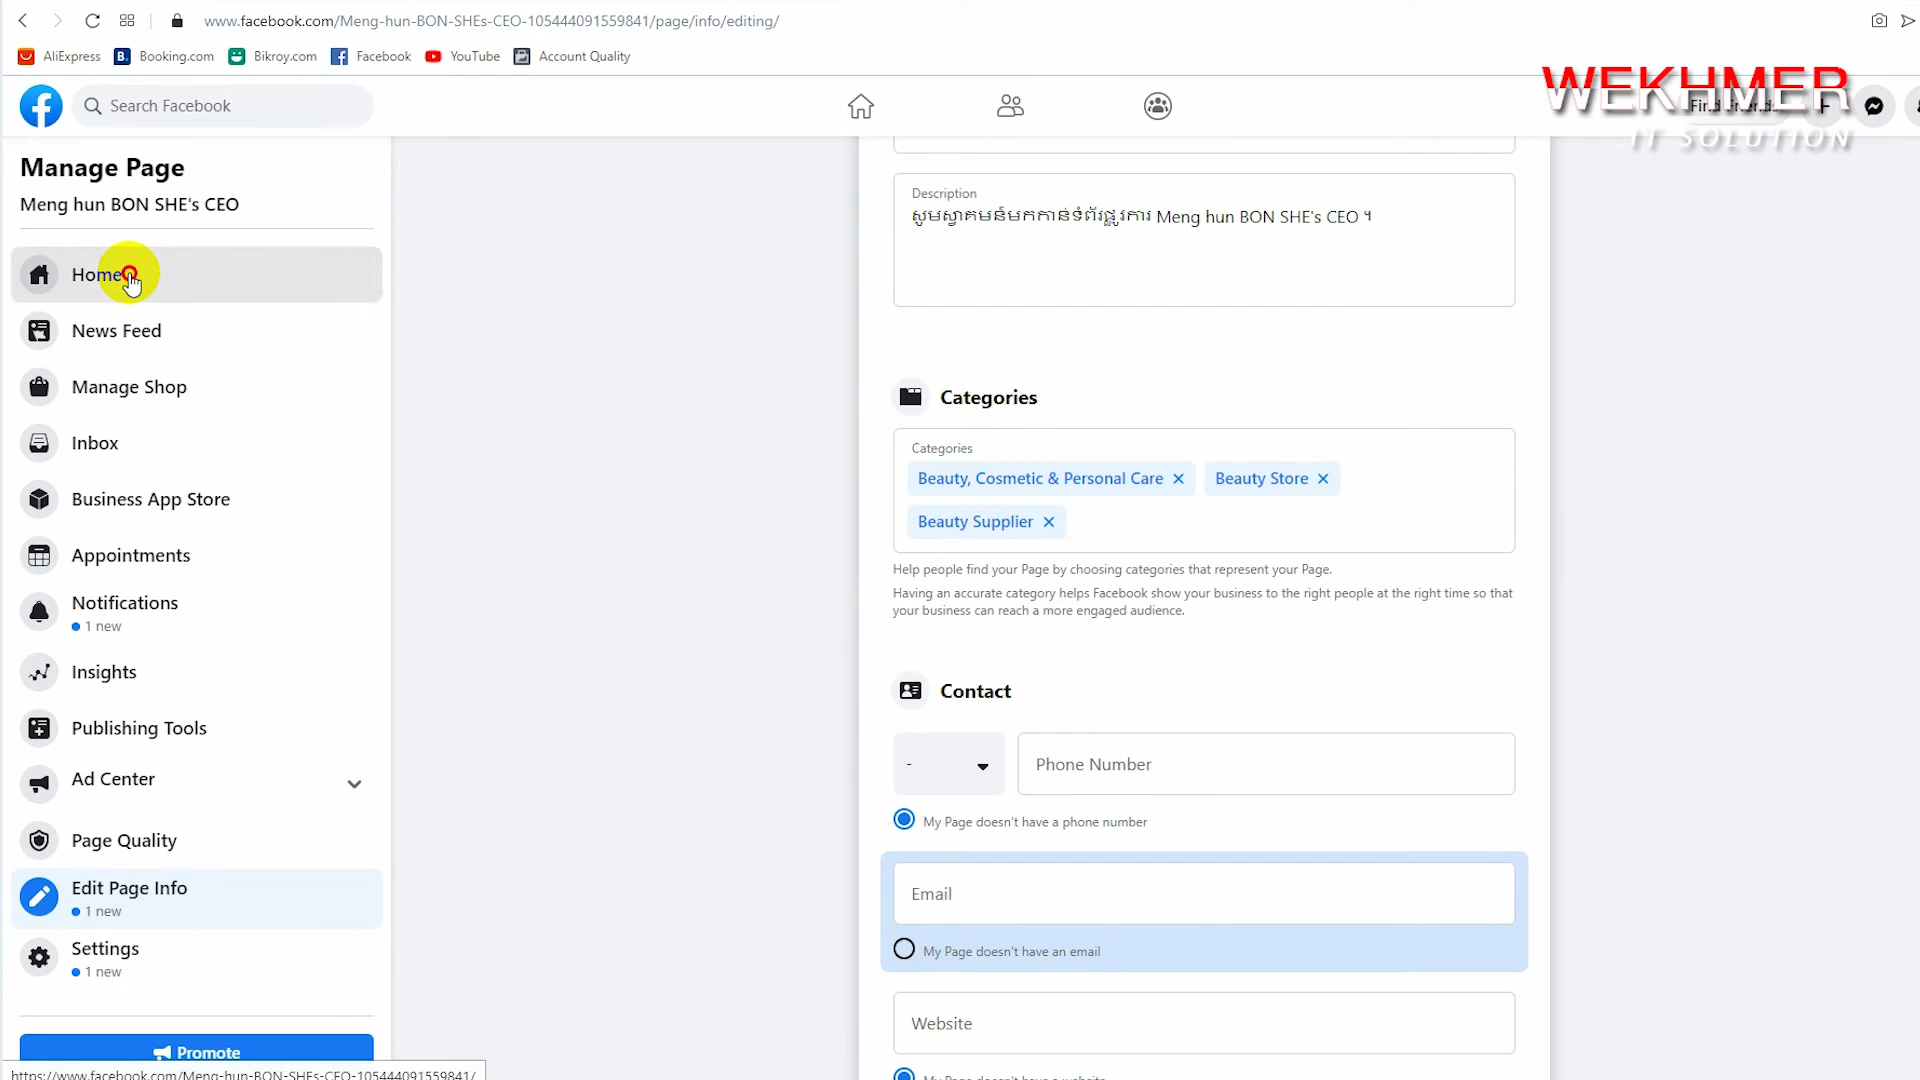 www.facebook.com/Meng-hun-BON-SHEs-CEO-105444091559841/page/info/editing/
AliExpress
Booking.com
Bikroy.com
Facebook
YouTube
Account Quality
Search Facebook
WEKHMER
IT SOLUTION
Manage Page
Meng hun BON SHE's CEO
Home
News Feed
Manage Shop
Inbox
Business App Store
Appointments
Notifications
1 new
Insights
Publishing Tools
Ad Center
Page Quality
Edit Page Info
1 new
Settings
1 new
Promote
https://www.facebook.com/Meng-hun-BON-SHEs-CEO-105444091559841/
Description
សូមស្វាគមន៍មកកាន់ទំព័រផ្លូវការ Meng hun BON SHE's CEO ។
Categories
Categories
Beauty, Cosmetic & Personal Care
Beauty Store
Beauty Supplier
Help people find your Page by choosing categories that represent your Page.
Having an accurate category helps Facebook show your business to the right people at the right time so that
your business can reach a more engaged audience.
Contact
-
Phone Number
My Page doesn't have a phone number
Email
My Page doesn't have an email
Website
My Page doesn't have a website